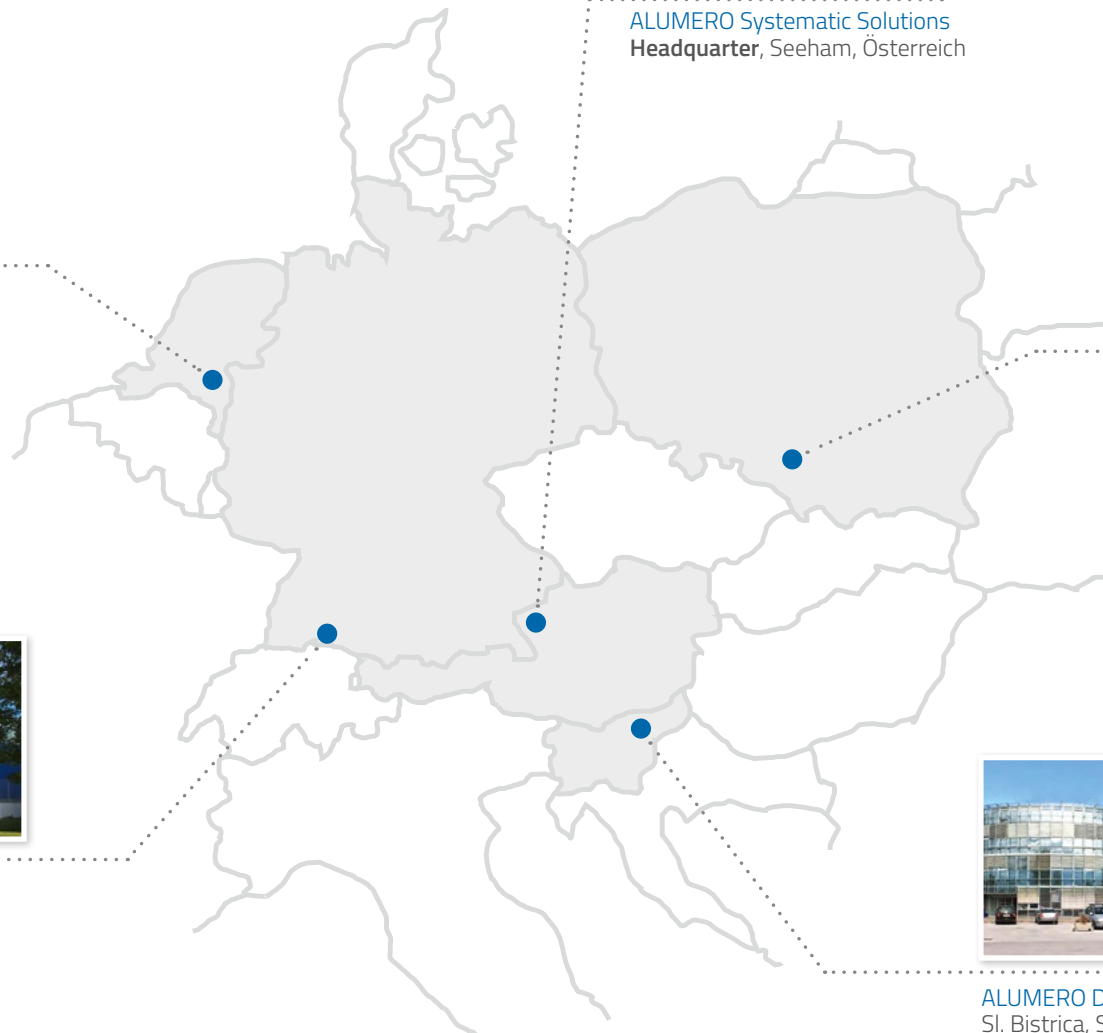 ALUMERO Systematic Solutions
Headquarter, Seeham, Österreich
ALUMERO
Sl. Bistrica,